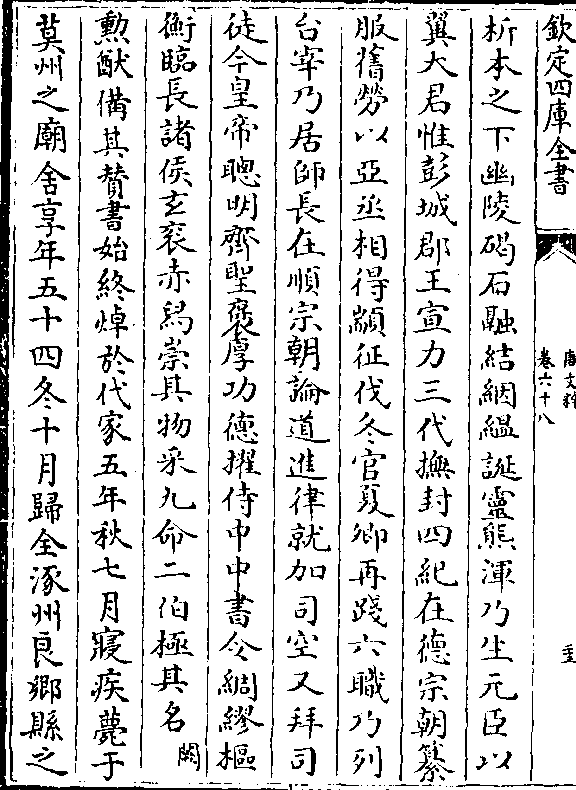 欽定四庫全書
唐文粹
卷六十八
析木之下幽陵碣石融結絪緼誕靈熊渾乃生元臣以
翼大君惟彭城郡王宣力三代撫封四紀在德宗朝纂
服舊勞以亞丞相得顓征伐冬官夏卿再踐六職乃列
台宰乃居師長在順宗朝論道進律就加司空又拜司
徒今皇帝聰明齊聖褒厚功德擢侍中中書令綢繆樞
衡臨長諸侯玄衮赤舄崇其物采九命二伯極其名闕
勲猷備其贊書始終焯於代家五年秋七月寢疾薨于
莫州之廟舍享年五十四冬十月歸全涿州良鄉縣之